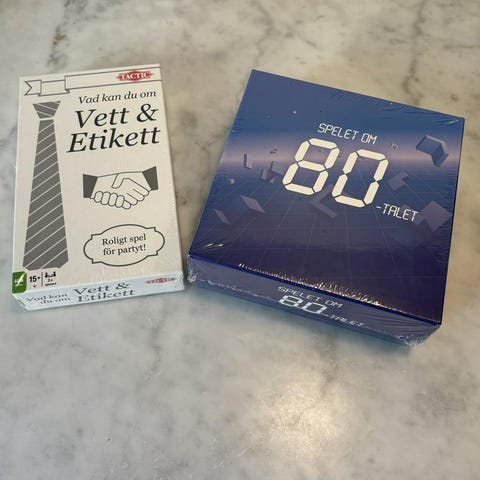 TACTIC
Vad kan du om
Vett &
Etikett
Roligt spel
för partyt!
15+
2+
Vad kan
du om
Vett &
Etikett
TACTIC
SPELET OM
80
-TALET
SPELET OM
80
-TALET